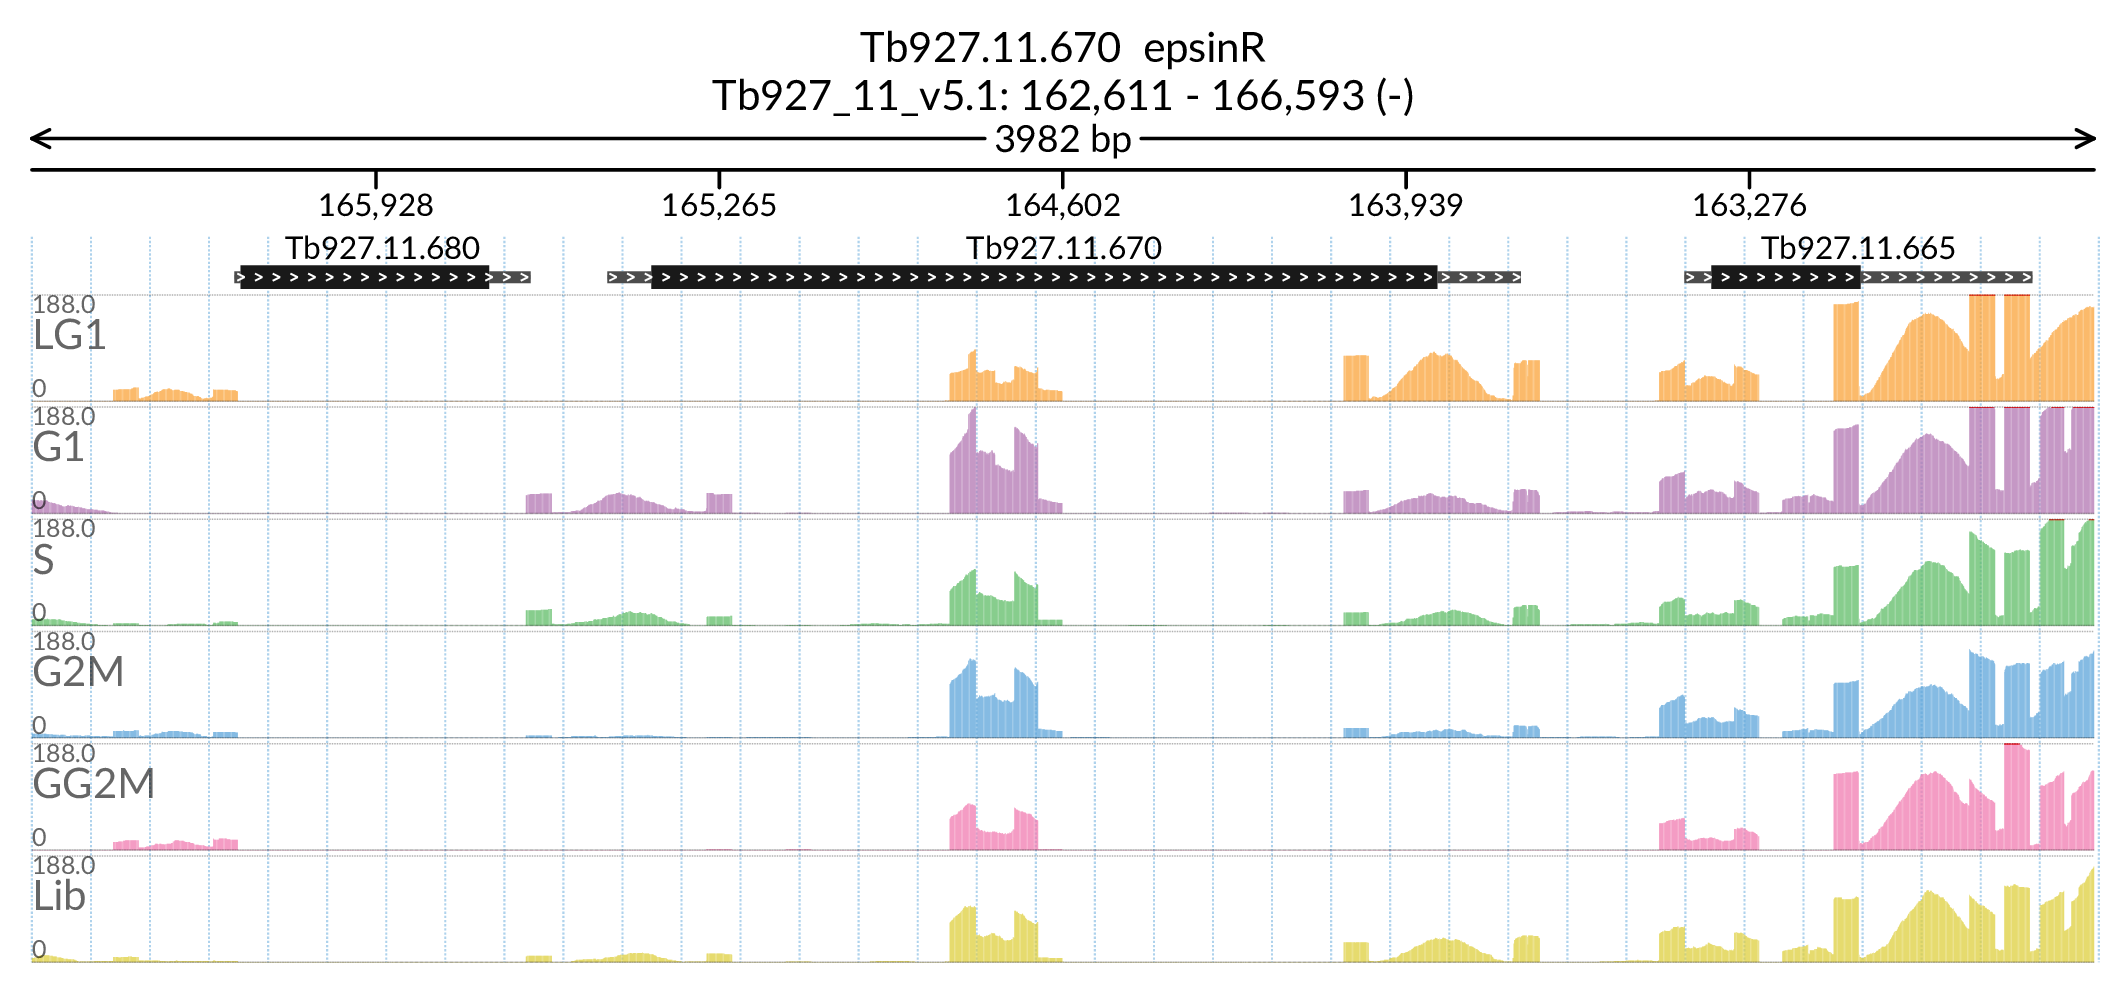 Tb927.11.670 epsinR
Tb927_11_v5.1: 162,611 - 166,593 (-)
3982 bp
165,928 165,265 164,602 163,939 163,276
Tb927.11.680 Tb927.11.670 Tb927.11.665
188.0
LG1
0
188.0
G1
0
188.0
S
0
188.0
G2M
0
188.0
GG2M
0
188.0
Lib
0